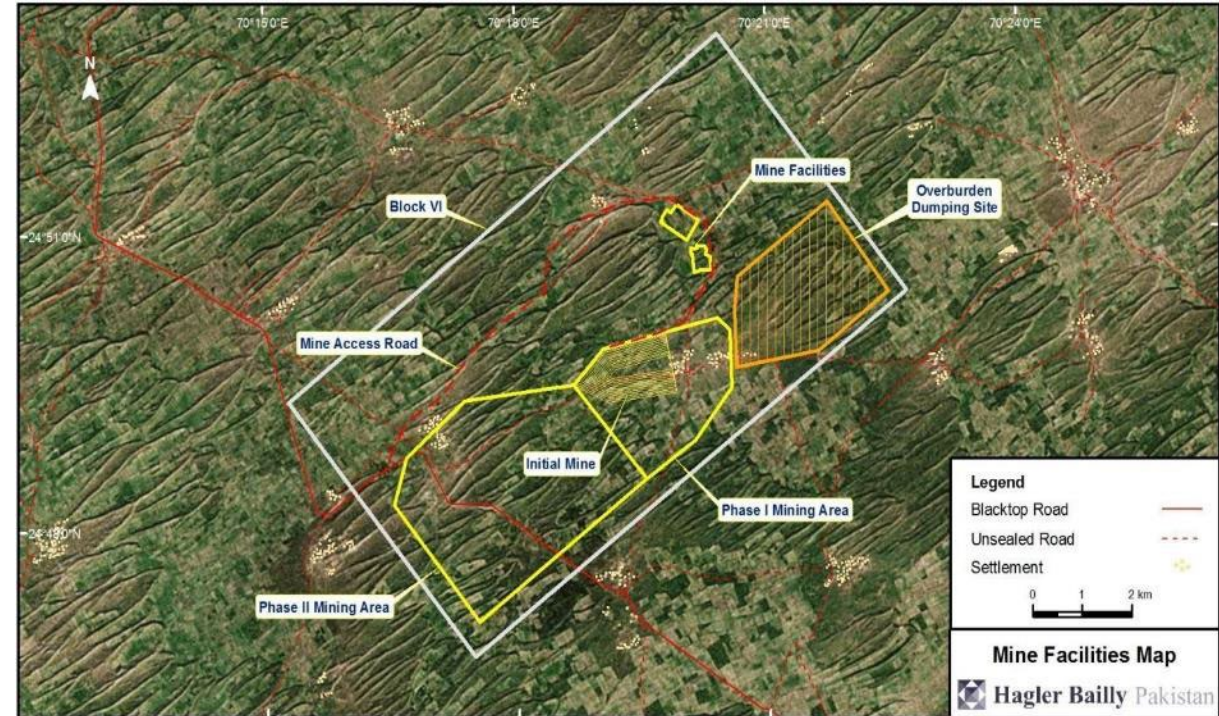 70°15'0"E
70°18'0"E
70°21'0"E
70°24'0"E
N
Mine Facilities
Block VI
Overburden
Dumping Site
24°51'0"N
Mine Access Road
Initial Mine
Phase I Mining Area
24°48'0"N
Phase II Mining Area
Legend
Blacktop Road
Unsealed Road
Settlement
0 1 2 km
Mine Facilities Map
Hagler Bailly Pakistan